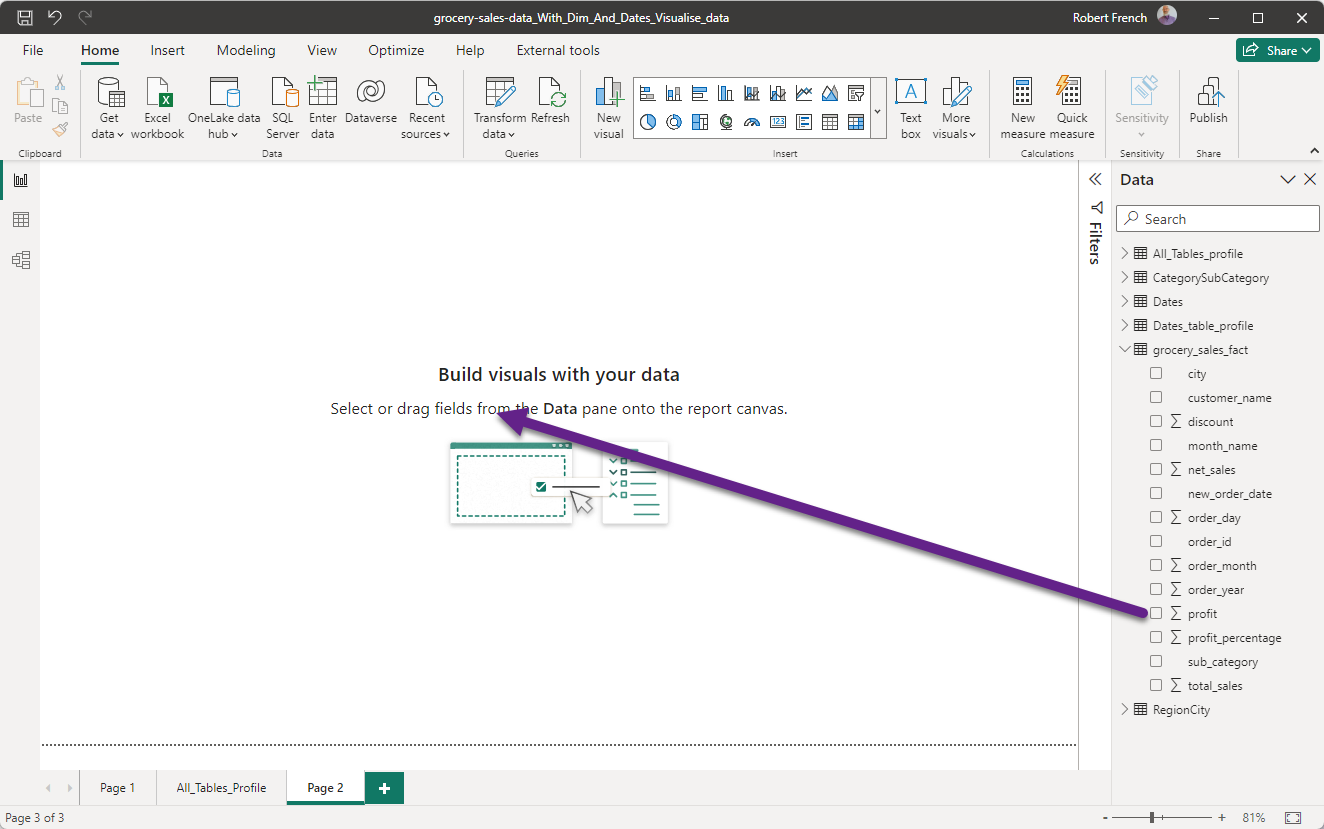 grocery-sales-data_With_Dim_And_Dates_Visualise_data
Robert French
File Home Insert Modeling View Optimize Help External tools
Share
Paste
Get data
Excel workbook
OneLake data hub
SQL Server
Enter data
Dataverse
Recent sources
Transform data
Refresh
New visual
123
A
Text box
More visuals
New measure
Quick measure
Sensitivity
Publish
Clipboard
Data
Queries
Insert
Calculations
Sensitivity
Share
Filters
Data
Search
All_Tables_profile
CategorySubCategory
Dates
Dates_table_profile
grocery_sales_fact
city
customer_name
∑ discount
month_name
∑ net_sales
new_order_date
∑ order_day
order_id
∑ order_month
∑ order_year
∑ profit
∑ profit_percentage
sub_category
∑ total_sales
RegionCity
Build visuals with your data
Select or drag fields from the Data pane onto the report canvas.
Page 1
All_Tables_Profile
Page 2
+
Page 3 of 3
- + 81%